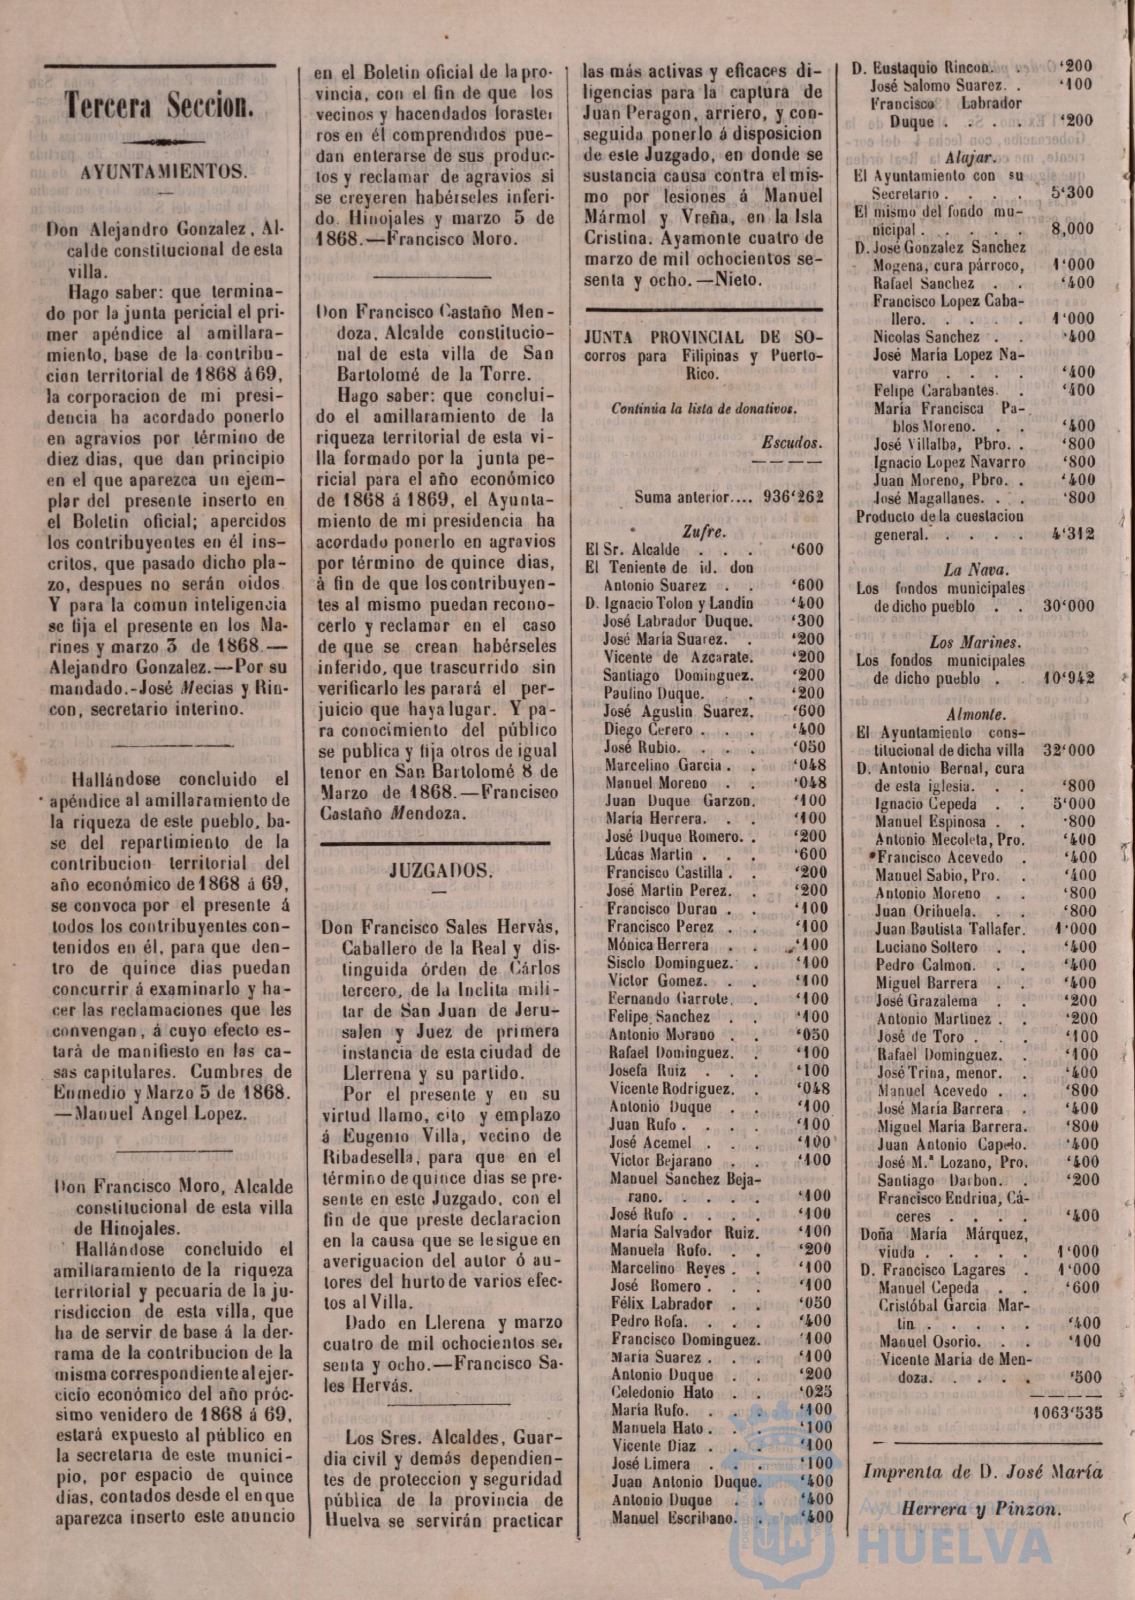 Tercera Seccion.
AYUNTAMIENTOS.
Don Alejandro Gonzalez, Al-
calde constitucional de esta
villa.
Hago saber: que termina-
do por la junta pericial el pri-
mer apéndice al amillara-
miento, base de la contribu-
cion territorial de 1868 á 69,
la corporacion de mi presi-
dencia ha acordado ponerlo
en agravios por término de
diez dias, que dan principio
en el que aparezca un ejem-
plar del presente inserto en
el Boletin oficial; apercidos
los contribuyentes en él ins-
critos, que pasado dicho pla-
zo, despues no serán oidos.
Y para la comun inteligencia
se fija el presente en los Ma-
rines y marzo 3 de 1868.—
Alejandro Gonzalez.—Por su
mandado.-José Mecias y Rin-
con, secretario interino.
Hallándose concluido el
apéndice al amillaramiento de
la riqueza de este pueblo, ba-
se del repartimiento de la
contribucion territorial del
año económico de 1868 á 69,
se convoca por el presente á
todos los contribuyentes con-
tenidos en él, para que den-
tro de quince dias puedan
concurrir á examinarlo y ha-
cer las reclamaciones que les
convengan, á cuyo efecto es-
tará de manifiesto en las ca-
sas capitulares. Cumbres de
Enmedio y Marzo 5 de 1868.
—Manuel Angel Lopez.
Don Francisco Moro, Alcalde
constitucional de esta villa
de Hinojales.
Hallándose concluido el
amillaramiento de la riqueza
territorial y pecuaria de la ju-
risdiccion de esta villa, que
ha de servir de base á la der-
rama de la contribucion de la
misma correspondiente al ejer-
cicio económico del año próc-
simo venidero de 1868 á 69,
estará expuesto al público en
la secretaria de este munici-
pio, por espacio de quince
dias, contados desde el en que
aparezca inserto este anuncio
en el Boletin oficial de la pro-
vincia, con el fin de que los
vecinos y hacendados foraste-
ros en él comprendidos pue-
dan enterarse de sus produc-
tos y reclamar de agravios si
se creyeren habérseles inferi-
do. Hinojales y marzo 5 de
1868.—Francisco Moro.
Don Francisco Castaño Men-
doza, Alcalde constitucio-
nal de esta villa de San
Bartolomé de la Torre.
Hago saber: que conclui-
do el amillaramiento de la
riqueza territorial de esta vi-
lla formado por la junta pe-
ricial para el año económico
de 1868 á 1869, el Ayunta-
miento de mi presidencia ha
acordado ponerlo en agravios
por término de quince dias,
á fin de que los contribuyen-
tes al mismo puedan recono-
cerlo y reclamar en el caso
de que se crean habérseles
inferido, que trascurrido sin
verificarlo les parará el per-
juicio que haya lugar. Y pa-
ra conocimiento del público
se publica y fija otros de igual
tenor en San Bartolomé 8 de
Marzo de 1868.—Francisco
Castaño Mendoza.
JUZGADOS.
Don Francisco Sales Hervàs,
Caballero de la Real y dis-
tinguida órden de Cárlos
tercero, de la Inclita mili-
tar de San Juan de Jeru-
salen y Juez de primera
instancia de esta ciudad de
Llerrena y su partido.
Por el presente y en su
virtud llamo, cito y emplazo
á Eugenio Villa, vecino de
Ribadesella, para que en el
término de quince dias se pre-
sente en este Juzgado, con el
fin de que preste declaracion
en la causa que se le sigue en
averiguacion del autor ó au-
tores del hurto de varios efec-
tos al Villa.
Dado en Llerena y marzo
cuatro de mil ochocientos se-
senta y ocho.—Francisco Sa-
les Hervás.
Los Sres. Alcaldes, Guar-
dia civil y demás dependien-
tes de proteccion y seguridad
pública de la provincia de
Huelva se servirán practicar
las más activas y eficaces di-
ligencias para la captura de
Juan Peragon, arriero, y con-
seguida ponerlo á disposicion
de este Juzgado, en donde se
sustancia causa contra el mis-
mo por lesiones á Manuel
Mármol y Vreña, en la Isla
Cristina. Ayamonte cuatro de
marzo de mil ochocientos se-
senta y ocho.—Nieto.
JUNTA PROVINCIAL DE SO-
corros para Filipinas y Puerto-
Rico.
Continúa la lista de donativos.
Escudos.
Suma anterior.... 936‘262
Zufre.
El Sr. Alcalde . . . ‘600
El Teniente de id. don
Antonio Suarez . . ‘600
D. Ignacio Tolon y Landin ‘400
José Labrador Duque. ‘300
José María Suarez. . ‘200
Vicente de Azcarate. ‘200
Santiago Dominguez. ‘200
Paulino Duque. . . ‘200
José Agustin Suarez. ‘600
Diego Cerero . . . ‘400
José Rubio. . . . ‘050
Marcelino Garcia . . ‘048
Manuel Moreno . . ‘048
Juan Duque Garzon. ‘100
María Herrera. . . ‘100
José Duque Romero. . ‘200
Lúcas Martin . . . ‘600
Francisco Castilla . . ‘200
José Martin Perez. . ‘200
Francisco Duran . . ‘100
Francisco Perez . . ‘100
Mónica Herrera . . ‘100
Sisclo Dominguez. . ‘100
Victor Gomez. . . ‘100
Fernando Garrote. . ‘100
Felipe Sanchez . . ‘100
Antonio Morano . . ‘050
Rafael Dominguez. . ‘100
Josefa Ruiz . . . ‘100
Vicente Rodriguez. . ‘048
Antonio Duque . . ‘100
Juan Rufo . . . . ‘100
José Acemel . . . ‘100
Victor Bejarano . . ‘100
Manuel Sanchez Beja-
rano. . . . . ‘100
José Rufo . . . . ‘100
María Salvador Ruiz. ‘100
Manuela Rufo. . . ‘200
Marcelino Reyes . . ‘100
José Romero . . . ‘100
Félix Labrador . . ‘050
Pedro Rofa. . . . ‘400
Francisco Dominguez. ‘100
María Suarez . . . ‘100
Antonio Duque . . ‘200
Celedonio Hato . . ‘025
María Rufo. . . . ‘100
Manuela Hato . . . ‘100
Vicente Diaz . . . ‘100
José Limera . . . ‘100
Juan Antonio Duque. ‘400
Antonio Duque . . ‘400
Manuel Escribano. . ‘400
D. Eustaquio Rincon. . ‘200
José Salomo Suarez. . ‘100
Francisco Labrador
Duque . . . . ‘200
Alajar.
El Ayuntamiento con su
Secretario . . . . 5‘300
El mismo del fondo mu-
nicipal . . . . . 8,000
D. José Gonzalez Sanchez
Mogena, cura párroco, 1‘000
Rafael Sanchez . . ‘400
Francisco Lopez Caba-
llero. . . . . 1‘000
Nicolas Sanchez . . ‘400
José María Lopez Na-
varro . . . . ‘400
Felipe Carabantes. . ‘400
María Francisca Pa-
blos Moreno. . . ‘400
José Villalba, Pbro. . ‘800
Ignacio Lopez Navarro ‘800
Juan Moreno, Pbro. . ‘400
José Magallanes. . . ‘800
Producto de la cuestacion
general. . . . . 4‘312
La Nava.
Los fondos municipales
de dicho pueblo . . 30‘000
Los Marines.
Los fondos municipales
de dicho pueblo . . 10‘942
Almonte.
El Ayuntamiento cons-
titucional de dicha villa 32‘000
D. Antonio Bernal, cura
de esta iglesia. . . ‘800
Ignacio Cepeda . . 5‘000
Manuel Espinosa . . ‘800
Antonio Mecoleta, Pro. ‘400
Francisco Acevedo . ‘400
Manuel Sabio, Pro. . ‘400
Antonio Moreno . . ‘800
Juan Orihuela. . . ‘800
Juan Bautista Tallafer. 1‘000
Luciano Soltero . . ‘400
Pedro Calmon. . . ‘400
Miguel Barrera . . ‘400
José Grazalema . . ‘200
Antonio Martinez . . ‘200
José de Toro . . . ‘100
Rafael Dominguez. . ‘100
José Trina, menor. . ‘400
Manuel Acevedo . . ‘800
José María Barrera . ‘400
Miguel María Barrera. ‘800
Juan Antonio Capelo. ‘400
José M.ª Lozano, Pro. ‘400
Santiago Darbon. . ‘200
Francisco Endrina, Cá-
ceres . . . . ‘400
Doña María Márquez,
viuda . . . . . 1‘000
D. Francisco Lagares . 1‘000
Manuel Cepeda . . ‘600
Cristóbal Garcia Mar-
tin . . . . . ‘400
Manuel Osorio. . . ‘100
Vicente María de Men-
doza. . . . . ‘500
1063‘535
Imprenta de D. José María
Herrera y Pinzon.
HUELVA